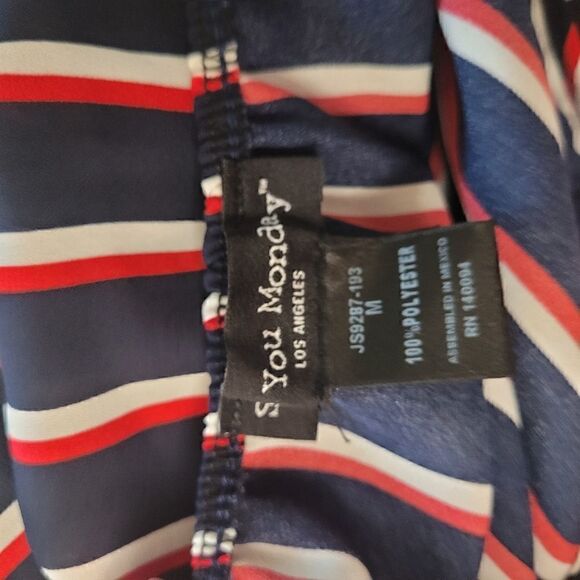 S You Monday™
LOS ANGELES
JS9287-193
M
100%POLYESTER
ASSEMBLED IN MEXICO
RN 140094